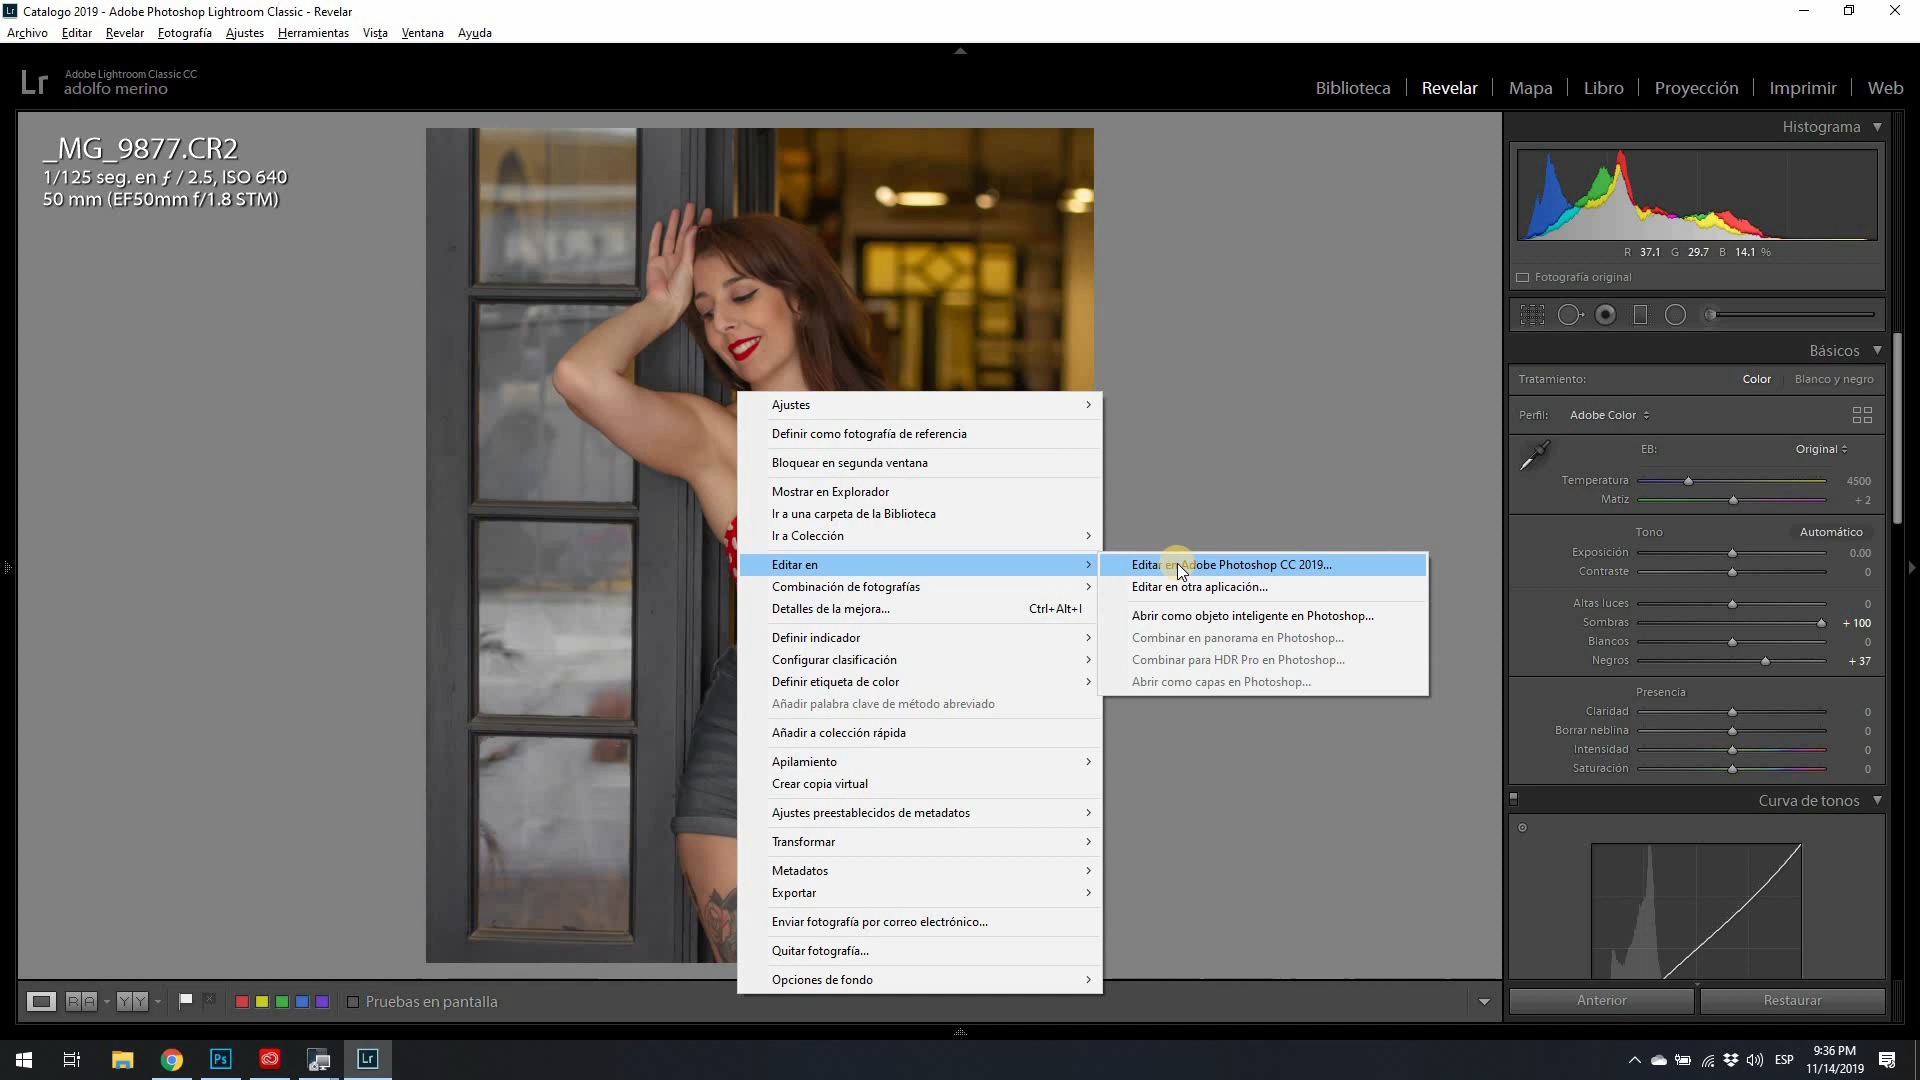 Lr Catalogo 2019 - Adobe Photoshop Lightroom Classic - Revelar
Archivo Editar Revelar Fotografía Ajustes Herramientas Vista Ventana Ayuda
Lr Adobe Lightroom Classic CC
adolfo merino
Biblioteca Revelar Mapa Libro Proyección Imprimir Web
_MG_9877.CR2
1/125 seg. en ƒ / 2.5, ISO 640
50 mm (EF50mm f/1.8 STM)
Ajustes
Definir como fotografía de referencia
Bloquear en segunda ventana
Mostrar en Explorador
Ir a una carpeta de la Biblioteca
Ir a Colección
Editar en
Combinación de fotografías
Detalles de la mejora... Ctrl+Alt+I
Definir indicador
Configurar clasificación
Definir etiqueta de color
Añadir palabra clave de método abreviado
Añadir a colección rápida
Apilamiento
Crear copia virtual
Ajustes preestablecidos de metadatos
Transformar
Metadatos
Exportar
Enviar fotografía por correo electrónico...
Quitar fotografía...
Opciones de fondo
Editar en Adobe Photoshop CC 2019...
Editar en otra aplicación...
Abrir como objeto inteligente en Photoshop...
Combinar en panorama en Photoshop...
Combinar para HDR Pro en Photoshop...
Abrir como capas en Photoshop...
Histograma
R 37.1 G 29.7 B 14.1 %
Fotografía original
Básicos
Tratamiento: Color Blanco y negro
Perfil: Adobe Color
EB: Original
Temperatura 4500
Matiz + 2
Tono Automático
Exposición 0.00
Contraste 0
Altas luces 0
Sombras + 100
Blancos 0
Negros + 37
Presencia
Claridad 0
Borrar neblina 0
Intensidad 0
Saturación 0
Curva de tonos
Anterior Restaurar
R A Y Y Pruebas en pantalla
Ps Lr
ESP
9:36 PM
11/14/2019